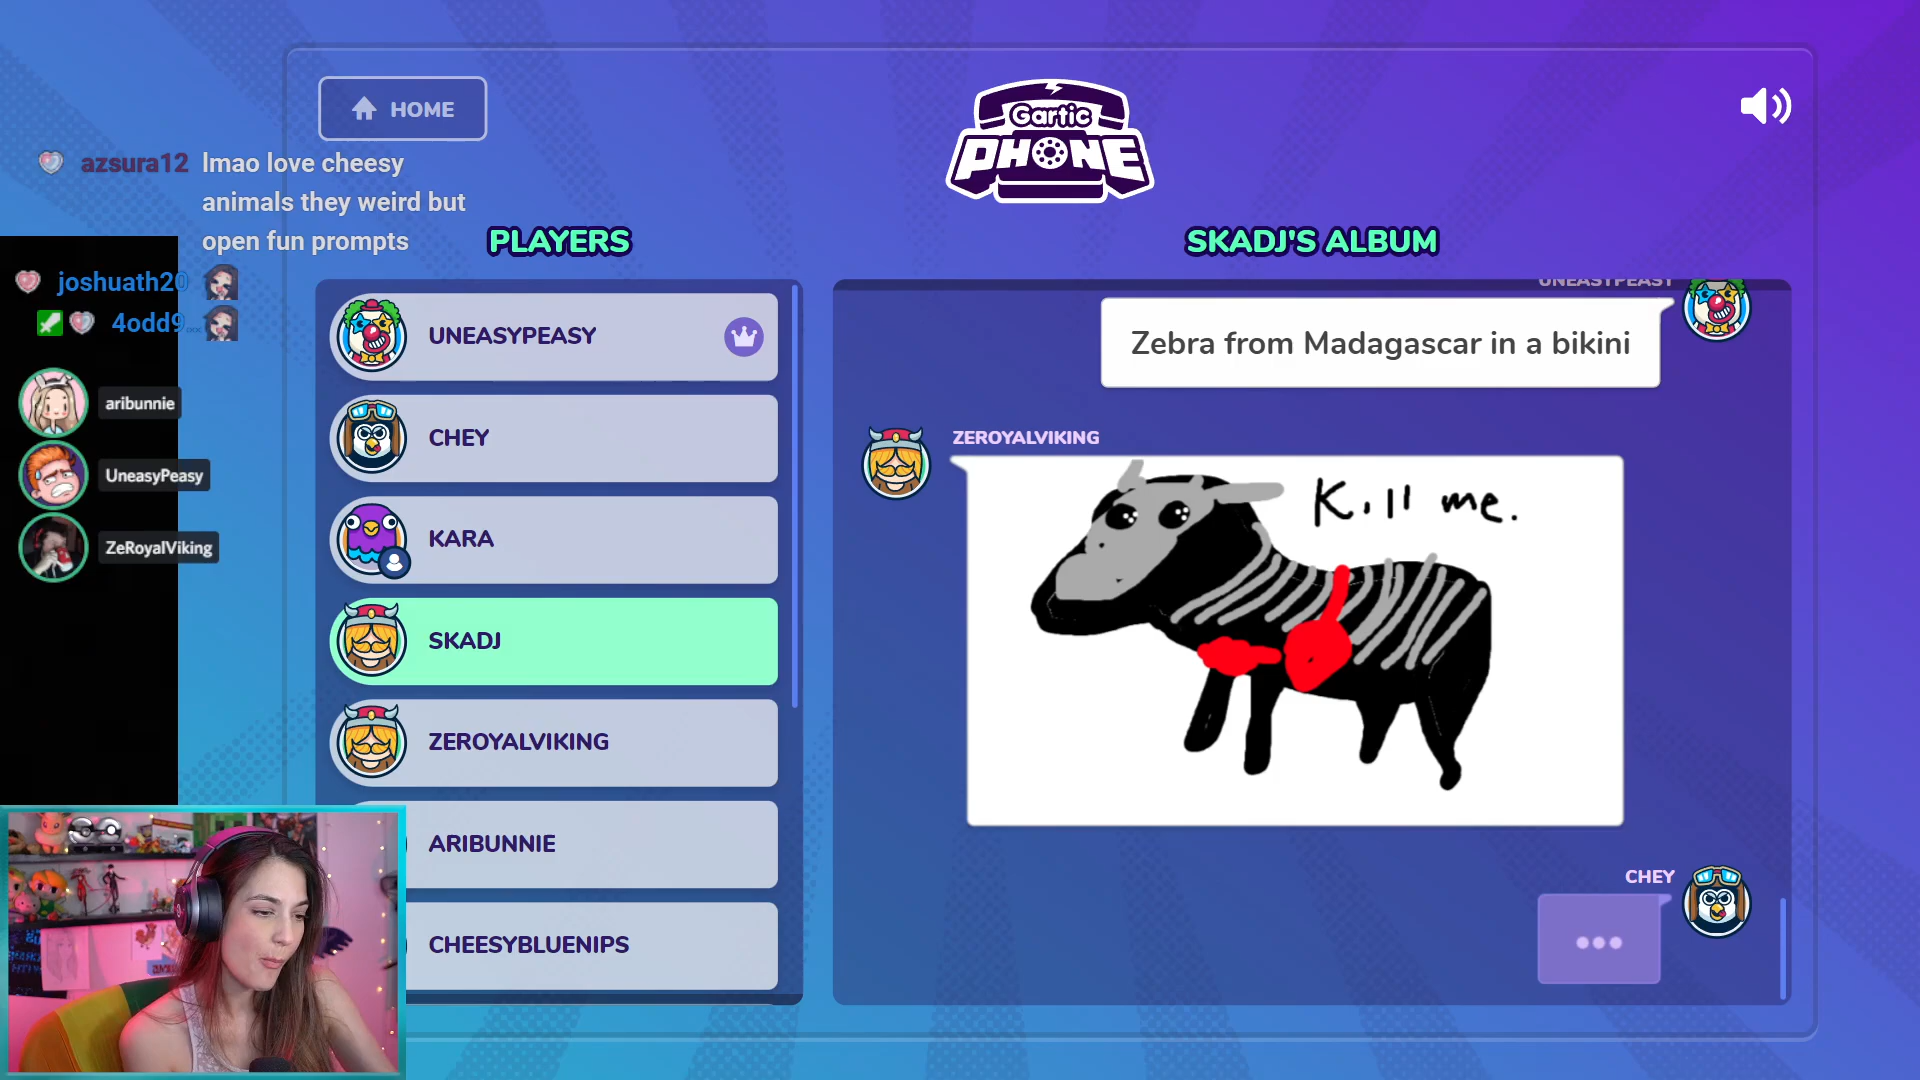 HOME
Gartic
PHONE
azsura12 lmao love cheesy
animals they weird but
open fun prompts
joshuath20
4odd9
aribunnie
UneasyPeasy
ZeRoyalViking
PLAYERS
UNEASYPEASY
CHEY
KARA
SKADJ
ZEROYALVIKING
ARIBUNNIE
CHEESYBLUENIPS
SKADJ'S ALBUM
UNEASYPEASY
Zebra from Madagascar in a bikini
ZEROYALVIKING
Kill me.
CHEY